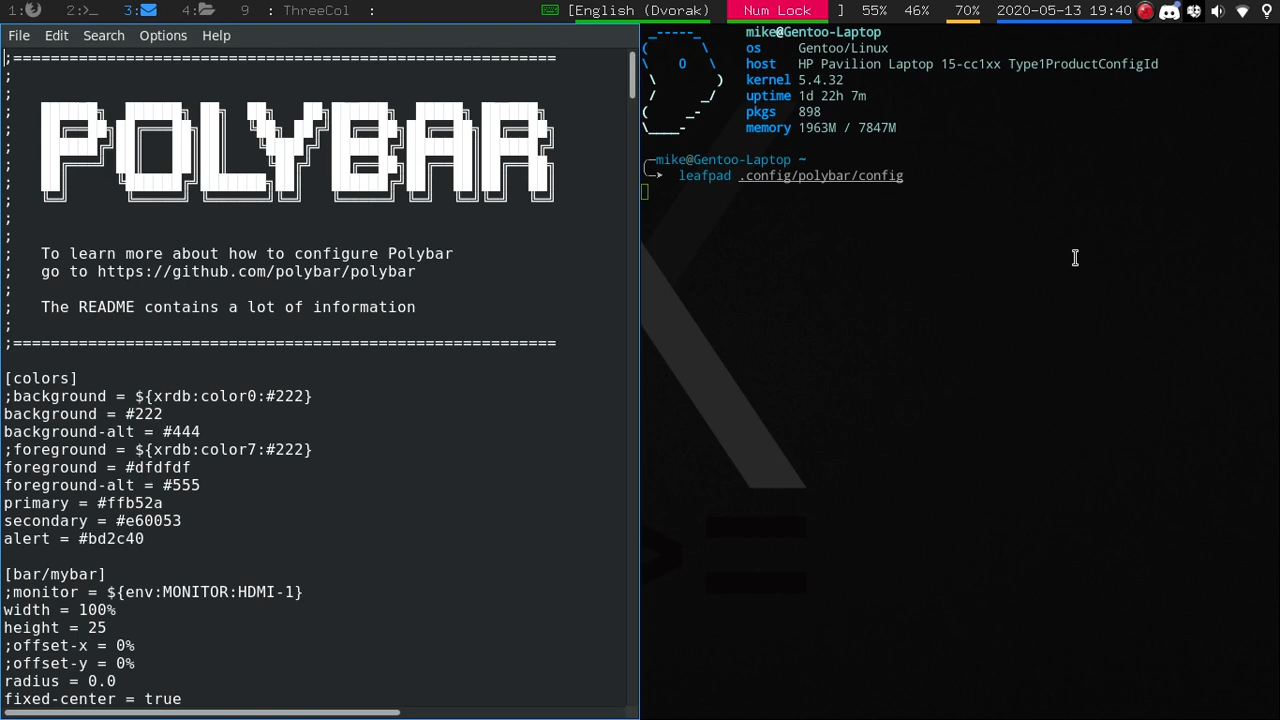 1: 2:>_ 3: 4: 9 : ThreeCol : [English (Dvorak) Num Lock ] 55% 46% 70% 2020-05-13 19:40
File Edit Search Options Help
;==========================================================
;
;
; POLYBAR
;
;
;
;
;
;
;
; To learn more about how to configure Polybar
; go to https://github.com/polybar/polybar
;
; The README contains a lot of information
;
;==========================================================
[colors]
;background = ${xrdb:color0:#222}
background = #222
background-alt = #444
;foreground = ${xrdb:color7:#222}
foreground = #dfdfdf
foreground-alt = #555
primary = #ffb52a
secondary = #e60053
alert = #bd2c40
[bar/mybar]
;monitor = ${env:MONITOR:HDMI-1}
width = 100%
height = 25
;offset-x = 0%
;offset-y = 0%
radius = 0.0
fixed-center = true
mike@Gentoo-Laptop
os Gentoo/Linux
host HP Pavilion Laptop 15-cc1xx Type1ProductConfigId
kernel 5.4.32
uptime 1d 22h 7m
pkgs 898
memory 1963M / 7847M
mike@Gentoo-Laptop ~
leafpad .config/polybar/config